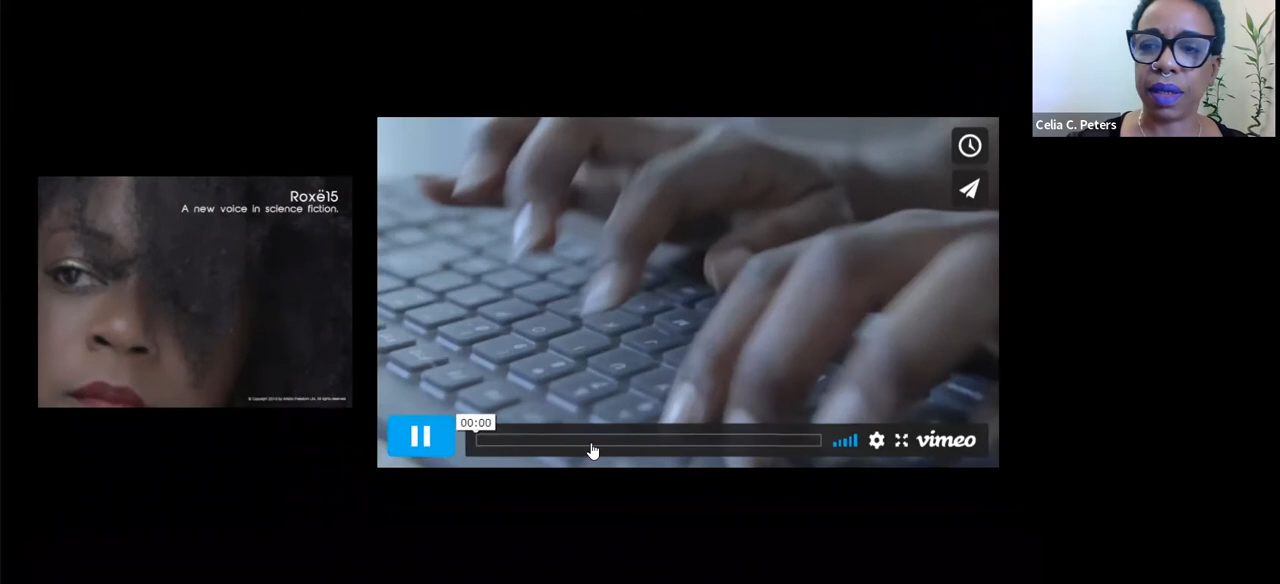 Celia C. Peters
Roxë15
A new voice in science fiction.
00:00
vimeo